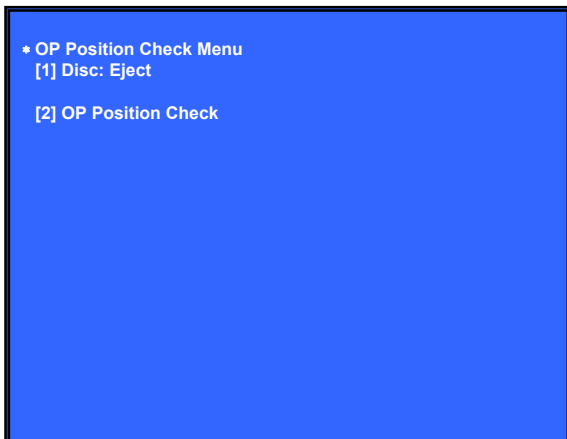 * OP Position Check Menu
[1] Disc: Eject
[2] OP Position Check